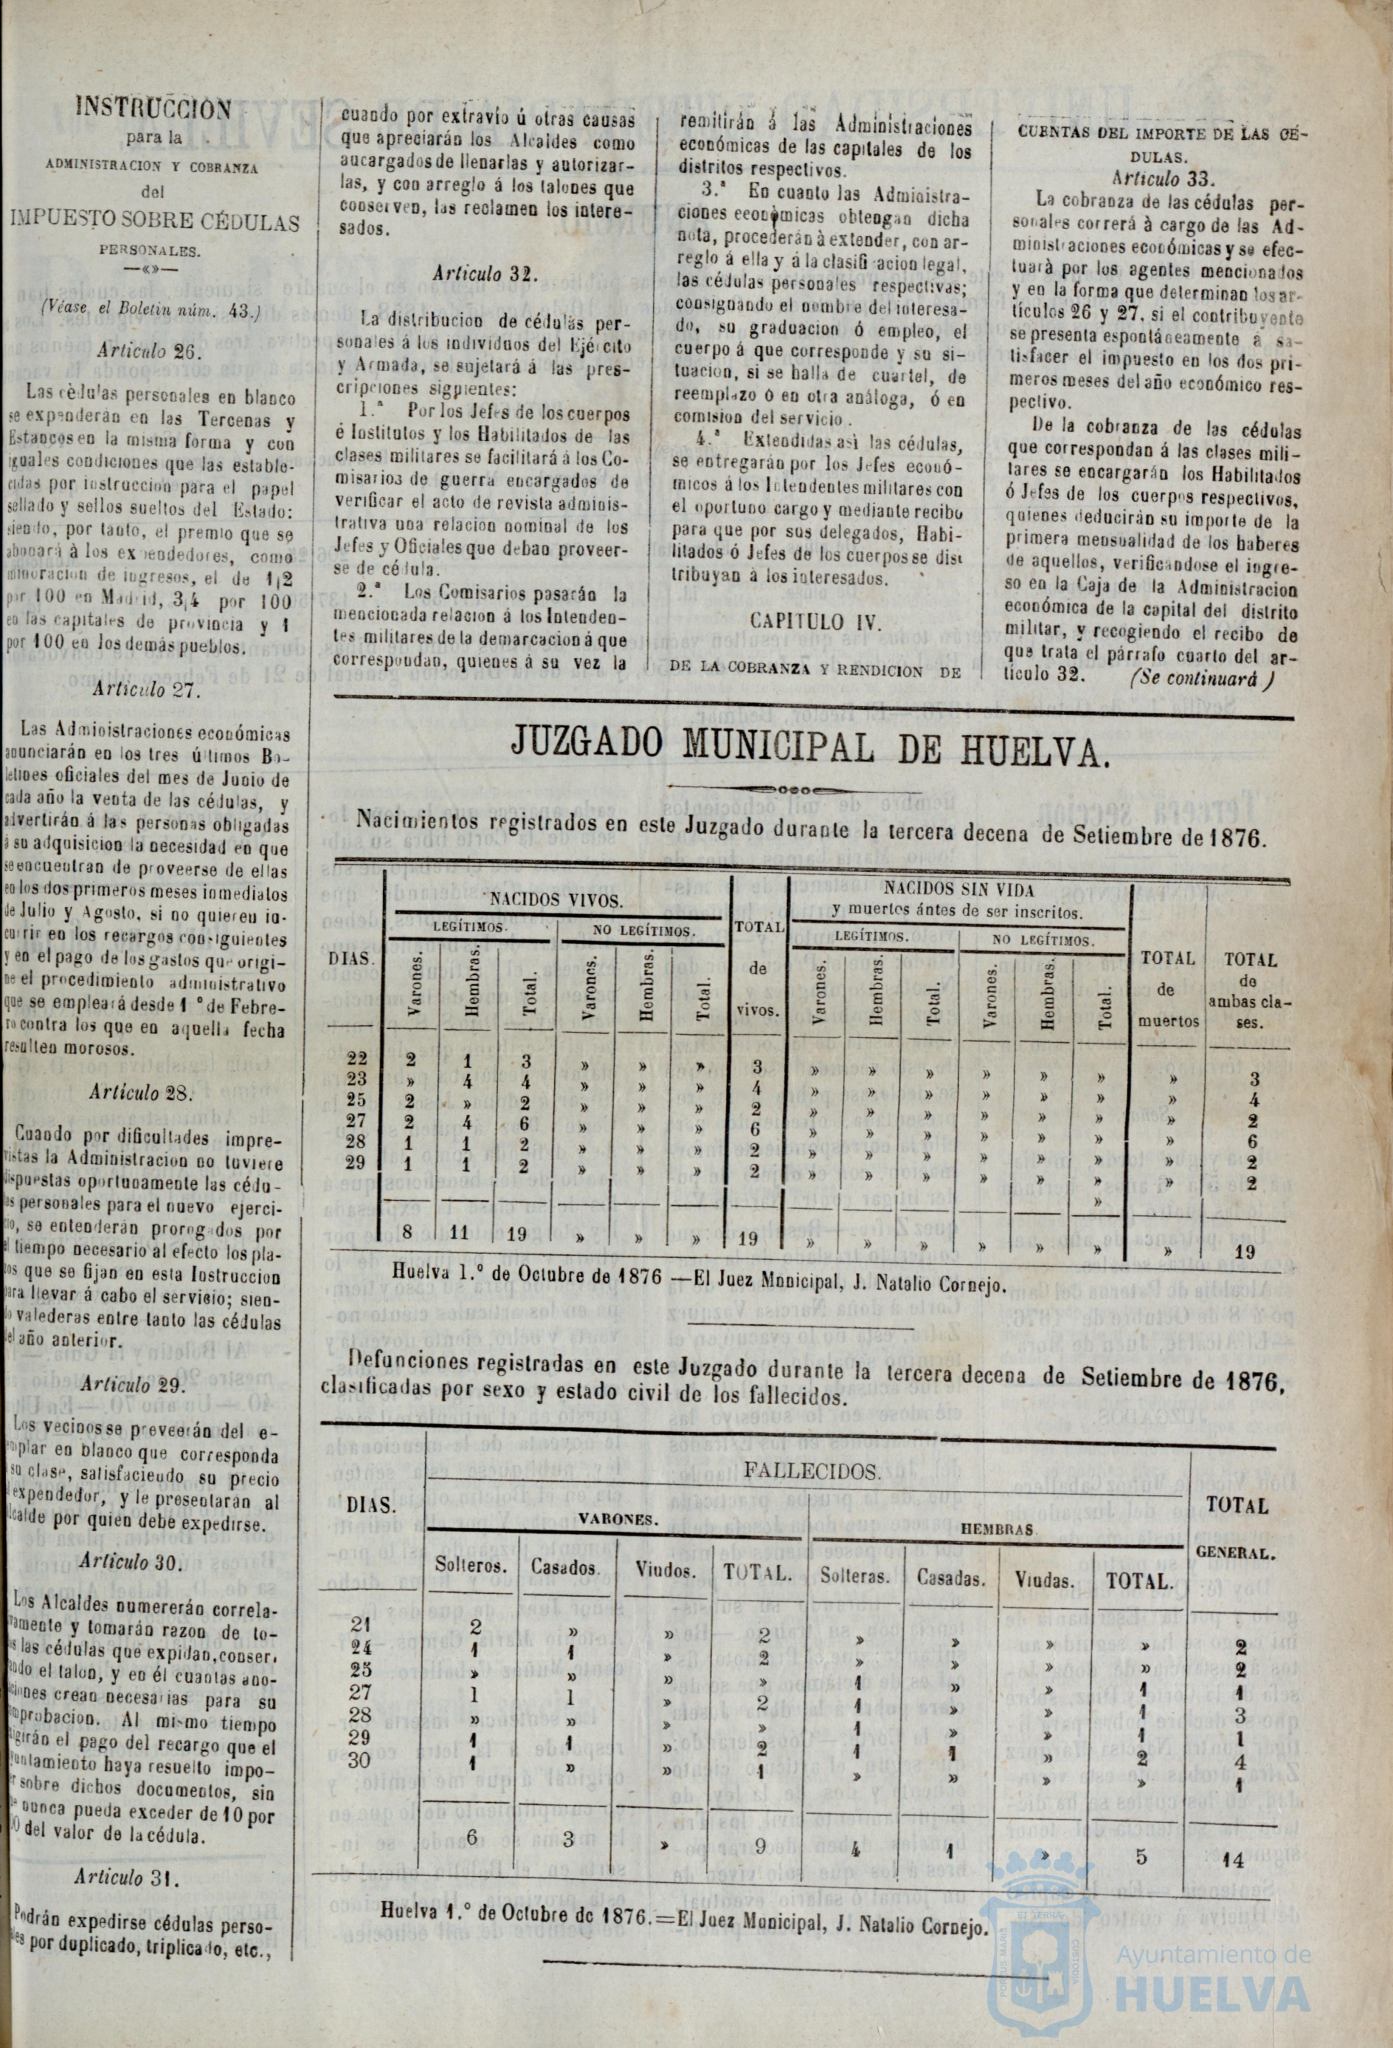 INSTRUCCION
para la
ADMINISTRACION Y COBRANZA
del
IMPUESTO SOBRE CÉDULAS
PERSONALES.
—«»—
(Véase el Boletin núm. 43.)
Artículo 26.
Las cèdulas personales en blanco
se expenderán en las Tercenas y
Estancos en la misma forma y con
iguales condiciones que las estable-
cidas por instruccion para el papel
sellado y sellos sueltos del Estado;
siendo, por tanto, el premio que se
abonará à los expendedores, como
minoracion de ingresos, el de 1,2
por 100 en Madrid, 3,4 por 100
en las capitales de provincia y 1
por 100 en los demás pueblos.
Artículo 27.
Las Administraciones económicas
anunciarán en los tres últimos Bo-
letines oficiales del mes de Junio de
cada año la venta de las cédulas, y
advertirán á las personas obligadas
á su adquisicion la necesidad en que
se encuentran de proveerse de ellas
en los dos primeros meses inmediatos
de Julio y Agosto, si no quieren in-
currir en los recargos consiguientes
y en el pago de los gastos que origi-
ne el procedimiento administrativo
que se empleará desde 1.º de Febre-
ro contra los que en aquella fecha
resulten morosos.
Artículo 28.
Cuando por dificultades impre-
vistas la Administracion no tuviere
dispuestas oportunamente las cédu-
las personales para el nuevo ejerci-
cio, se entenderán prorogados por
el tiempo necesario al efecto los pla-
zos que se fijan en esta Instruccion
para llevar á cabo el servicio; sien-
do valederas entre tanto las cédulas
del año anterior.
Artículo 29.
Los vecinos se proveerán del e-
emplar en blanco que corresponda
su clase, satisfaciendo su precio
expendedor, y le presentarán al
Alcalde por quien debe expedirse.
Artículo 30.
Los Alcaldes numererán correla-
tivamente y tomarán razon de to-
das las cédulas que expidan, conser-
vando el talon, y en él cuantas ano-
taciones crean necesarias para su
comprobacion. Al mismo tiempo
exigirán el pago del recargo que el
Ayuntamiento haya resuelto impo-
ner sobre dichos documentos, sin
que nunca pueda exceder de 10 por
100 del valor de la cédula.
Artículo 31.
Podrán expedirse cédulas perso-
nales por duplicado, triplicado, etc.,
cuando por extravío ú otras causas
que apreciarán los Alcaldes como
aucargados de llenarlas y autorizar-
las, y con arreglo á los talones que
conserven, las reclamen los intere-
sados.
Artículo 32.
La distribucion de cédulas per-
sonales á los individuos del Ejército
y Armada, se sujetará á las pres-
cripciones sigpientes:
1.ª Por los Jefes de los cuerpos
é Institutos y los Habilitados de las
clases militares se facilitará á los Co-
misarios de guerra encargados de
verificar el acto de revista adminis-
trativa una relacion nominal de los
Jefes y Oficiales que deban proveer-
se de cédula.
2.ª Los Comisarios pasarán la
mencionada relacion á los Intenden-
tes militares de la demarcacion á que
correspondan, quienes á su vez la
remitirán á las Administraciones
económicas de las capitales de los
distritos respectivos.
3.ª En cuanto las Administra-
ciones económicas obtengan dicha
nota, procederán à extender, con ar-
reglo á ella y á la clasificacion legal,
las cédulas personales respectivas;
consignando el nombre del interesa-
do, su graduacion ó empleo, el
cuerpo á que corresponde y su si-
tuacion, si se halla de cuartel, de
reemplazo ó en otra análoga, ó en
comision del servicio.
4.ª Extendidas asi las cédulas,
se entregarán por los Jefes econó-
micos á los Intendentes militares con
el oportuno cargo y mediante recibo
para que por sus delegados, Habi-
litados ó Jefes de los cuerpos se dis
tribuyan à los interesados.
CAPITULO IV.
DE LA COBRANZA Y RENDICION DE
CUENTAS DEL IMPORTE DE LAS CÉ-
DULAS.
Artículo 33.
La cobranza de las cédulas per-
sonales correrá à cargo de las Ad-
ministraciones económicas y se efec-
tuará por los agentes mencionados
y en la forma que determinan los ar-
tículos 26 y 27, si el contribuyente
se presenta espontáneamente á sa-
tisfacer el impuesto en los dos pri-
meros meses del año económico res-
pectivo.
De la cobranza de las cédulas
que correspondan á las clases mili-
tares se encargarán los Habilitados
ó Jefes de los cuerpos respectivos,
quienes deducirán su importe de la
primera mensualidad de los haberes
de aquellos, verificándose el ingre-
so en la Caja de la Administracion
económica de la capital del distrito
militar, y recogiendo el recibo de
que trata el párrafo cuarto del ar-
tículo 32. (Se continuará)
JUZGADO MUNICIPAL DE HUELVA.
Nacimientos registrados en este Juzgado durante la tercera decena de Setiembre de 1876.
DIAS. NACIDOS VIVOS. TOTAL de vivos. NACIDOS SIN VIDA y muertos ántes de ser inscritos. TOTAL de muertos TOTAL de ambas cla-ses.
LEGÍTIMOS. NO LEGÍTIMOS. LEGÍTIMOS. NO LEGÍTIMOS.
Varones. Hembras. Total. Varones. Hembras. Total. Varones. Hembras. Total. Varones. Hembras. Total.
22 2 1 3 » » » 3 » » » » » » » 3
23 » 4 4 » » » 4 » » » » » » » 4
25 2 » 2 » » » 2 » » » » » » » 2
27 2 4 6 » » » 6 » » » » » » » 6
28 1 1 2 » » » 2 » » » » » » » 2
29 1 1 2 » » » 2 » » » » » » » 2
»
8 11 19 » » » 19 » » » » » » » 19
Huelva 1.º de Octubre de 1876 —El Juez Municipal, J. Natalio Cornejo.
Defunciones registradas en este Juzgado durante la tercera decena de Setiembre de 1876,
clasificadas por sexo y estado civil de los fallecidos.
DIAS. FALLECIDOS. TOTAL GENERAL.
VARONES. HEMBRAS
Solteros. Casados. Viudos. TOTAL. Solteras. Casadas. Viudas. TOTAL.
21 2 » » 2 » » » » 2
24 1 1 » 2 » » » » 2
25 » » » » 1 » » 1 1
27 1 1 » 2 1 » » 1 3
28 » » » » 1 » » 1 1
29 1 1 » 2 1 1 » 2 4
30 1 » » 1 » » » » 1
6 3 » 9 4 1 » 5 14
Huelva 1.º de Octubre de 1876.=El Juez Municipal, J. Natalio Cornejo.
Ayuntamiento de
HUELVA